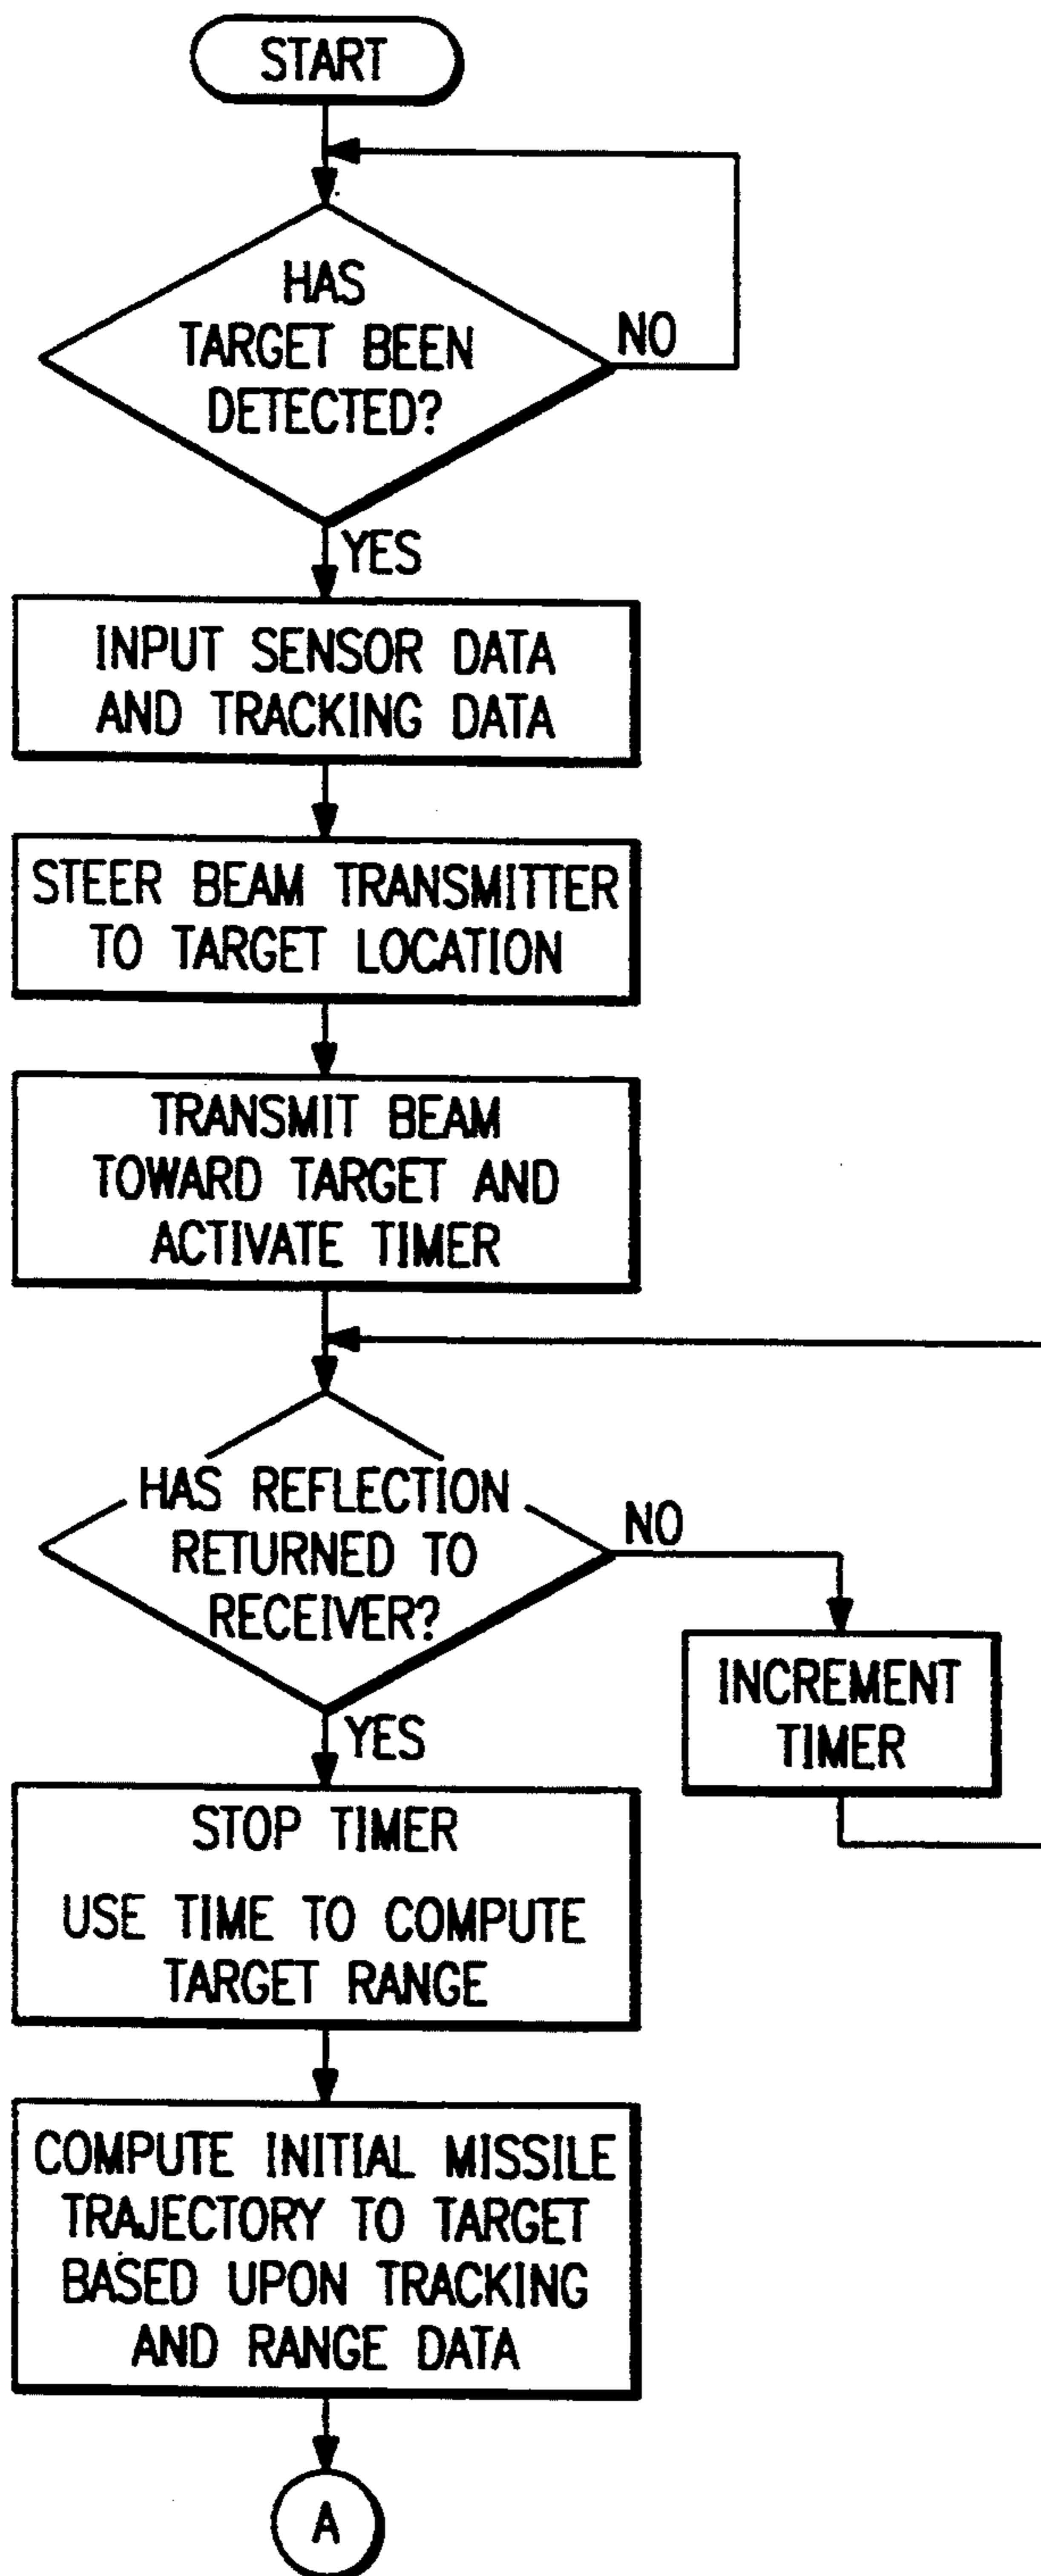 START
HAS
TARGET BEEN
DETECTED?
NO
YES
INPUT SENSOR DATA
AND TRACKING DATA
STEER BEAM TRANSMITTER
TO TARGET LOCATION
TRANSMIT BEAM
TOWARD TARGET AND
ACTIVATE TIMER
HAS REFLECTION
RETURNED TO
RECEIVER?
NO
INCREMENT
TIMER
YES
STOP TIMER
USE TIME TO COMPUTE
TARGET RANGE
COMPUTE INITIAL MISSILE
TRAJECTORY TO TARGET
BASED UPON TRACKING
AND RANGE DATA
A